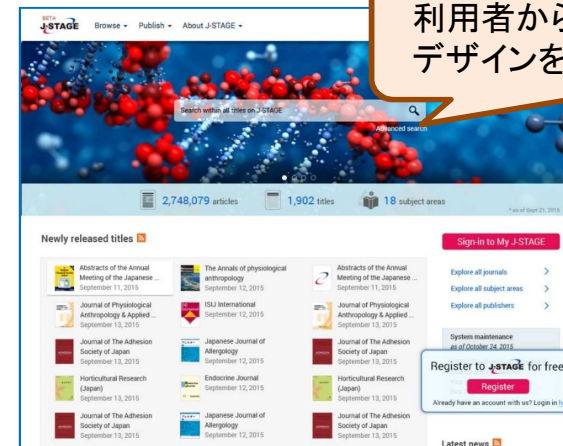 利用者から
デザインを
BETA
J-STAGE
Browse
Publish
About J-STAGE
Search within all titles on J-STAGE
Advanced search
2,748,079 articles
1,902 titles
18 subject areas
* as of Sept 21, 2015
Newly released titles
Abstracts of the Annual
Meeting of the Japanese ...
September 11, 2015
The Annals of physiological
anthropology
September 12, 2015
Abstracts of the Annual
Meeting of the Japanese ...
September 11, 2015
Journal of Physiological
Anthropology & Applied ...
September 13, 2015
ISIJ International
September 12, 2015
Journal of Physiological
Anthropology & Applied ...
September 13, 2015
Journal of The Adhesion
Society of Japan
September 13, 2015
Japanese Journal of
Allergology
September 12, 2015
Journal of The Adhesion
Society of Japan
September 13, 2015
Horticultural Research
(Japan)
September 13, 2015
Endocrine Journal
September 12, 2015
Horticultural Research
(Japan)
September 13, 2015
Journal of The Adhesion
Society of Japan
September 13, 2015
Japanese Journal of
Allergology
September 12, 2015
Journal of The Adhesion
Society of Japan
September 13, 2015
Sign-in to My J-STAGE
Explore all journals
Explore all subject areas
Explore all publishers
System maintenance
as of October 24, 2015
Register to J-STAGE for free
Register
Already have an account with us? Login in
Latest news